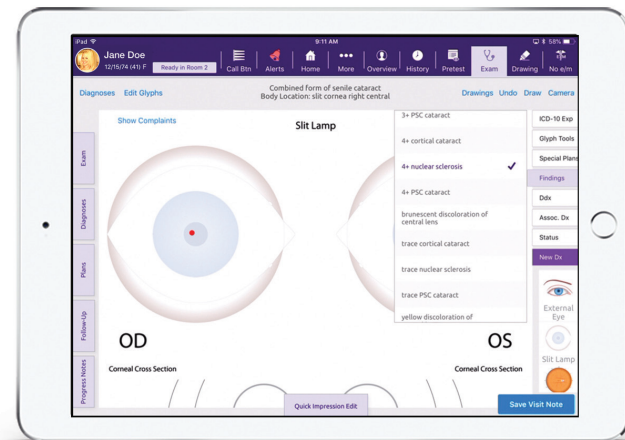 iPad
9:11 AM
58%
Jane Doe
12/15/74 (41) F
Ready in Room 2
Call Btn
Alerts
Home
More
Overview
History
Pretest
Exam
Drawing
No e/m
Diagnoses
Edit Glyphs
Combined form of senile cataract
Body Location: slit cornea right central
Drawings
Undo
Draw
Camera
Show Complaints
Slit Lamp
3+ PSC cataract
4+ cortical cataract
4+ nuclear sclerosis
4+ PSC cataract
brunescent discoloration of
central lens
trace cortical cataract
trace nuclear sclerosis
trace PSC cataract
yellow discoloration of
ICD-10 Exp
Glyph Tools
Special Plans
Findings
Ddx
Assoc. Dx
Status
New Dx
External
Eye
Slit Lamp
Exam
Diagnoses
Plans
Follow-Up
Progress Notes
OD
OS
Corneal Cross Section
Corneal Cross Section
Quick Impression Edit
Save Visit Note